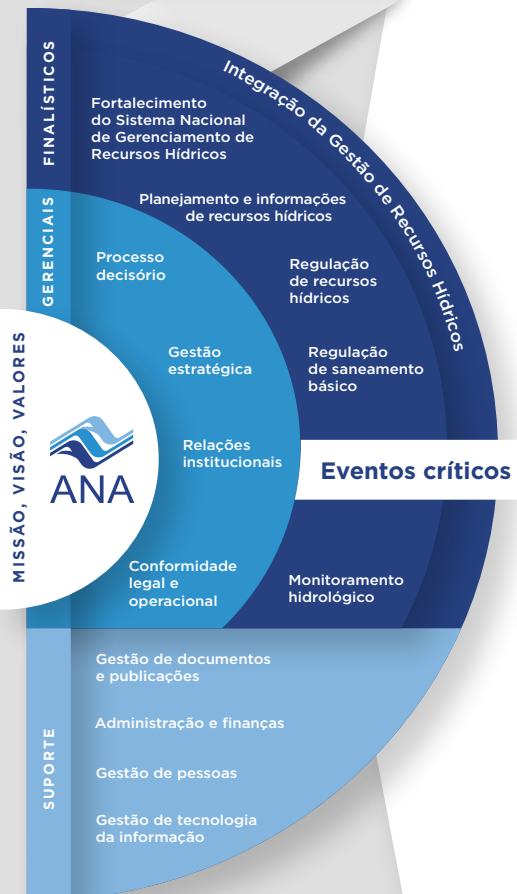 FINALÍSTICOS
Integração da Gestão de Recursos Hídricos
Fortalecimento
do Sistema Nacional
de Gerenciamento de
Recursos Hídricos
Planejamento e informações
de recursos hídricos
Regulação
de recursos
hídricos
Regulação
de saneamento
básico
Eventos críticos
Monitoramento
hidrológico
GERENCIAIS
Processo
decisório
Gestão
estratégica
Relações
institucionais
Conformidade
legal e
operacional
MISSÃO, VISÃO, VALORES
ANA
SUPORTE
Gestão de documentos
e publicações
Administração e finanças
Gestão de pessoas
Gestão de tecnologia
da informação